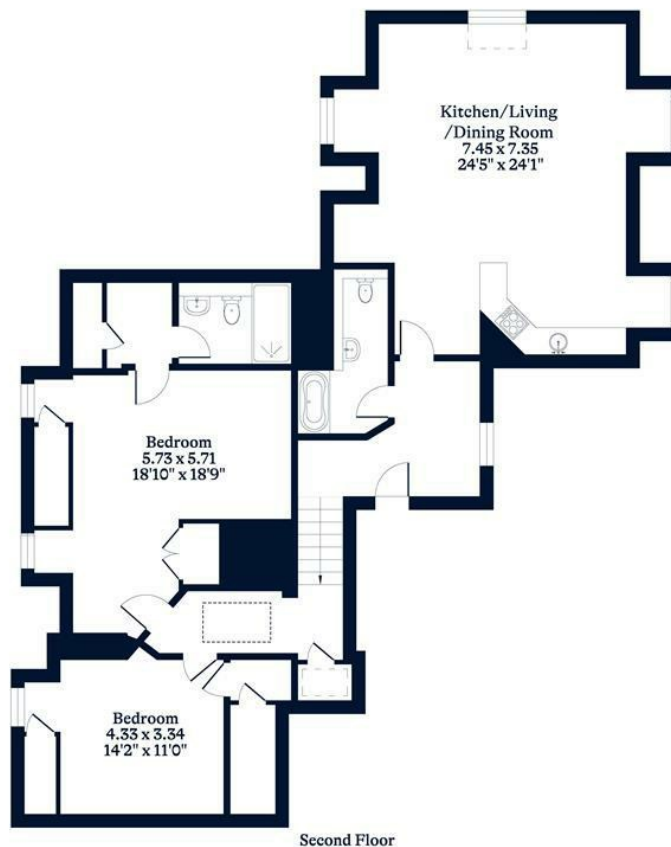 Kitchen/Living
/Dining Room
7.45 x 7.35
24'5" x 24'1"
Bedroom
5.73 x 5.71
18'10" x 18'9"
Bedroom
4.33 x 3.34
14'2" x 11'0"
Second Floor